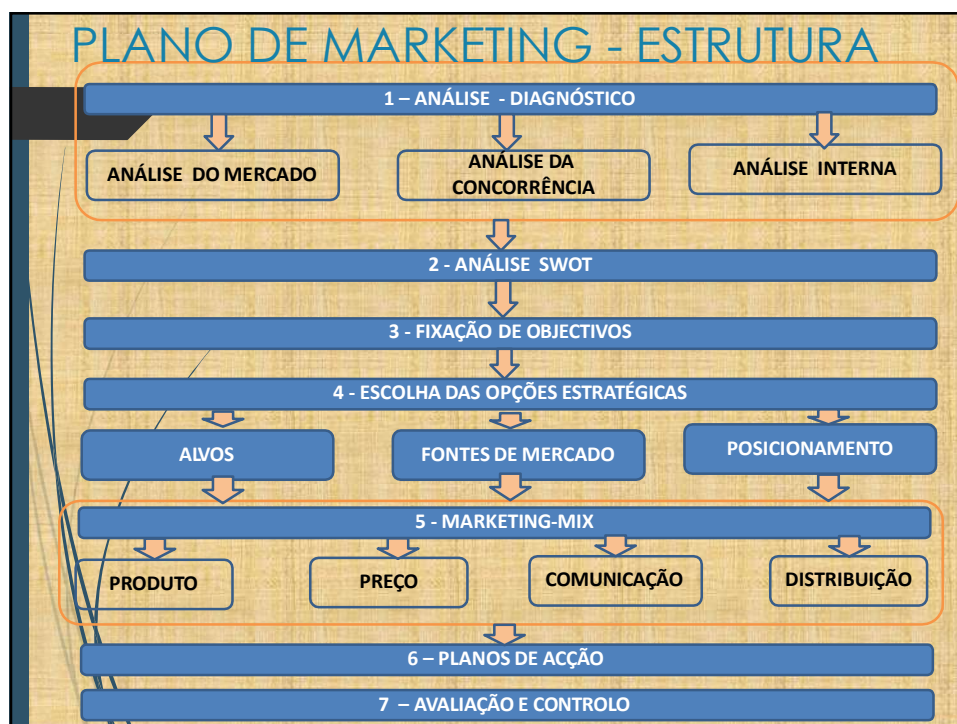 PLANO DE MARKETING - ESTRUTURA
1 – ANÁLISE - DIAGNÓSTICO
ANÁLISE DO MERCADO
ANÁLISE DA
CONCORRÊNCIA
ANÁLISE INTERNA
2 - ANÁLISE SWOT
3 - FIXAÇÃO DE OBJECTIVOS
4 - ESCOLHA DAS OPÇÕES ESTRATÉGICAS
ALVOS
FONTES DE MERCADO
POSICIONAMENTO
5 - MARKETING-MIX
PRODUTO
PREÇO
COMUNICAÇÃO
DISTRIBUIÇÃO
6 – PLANOS DE ACÇÃO
7 – AVALIAÇÃO E CONTROLO